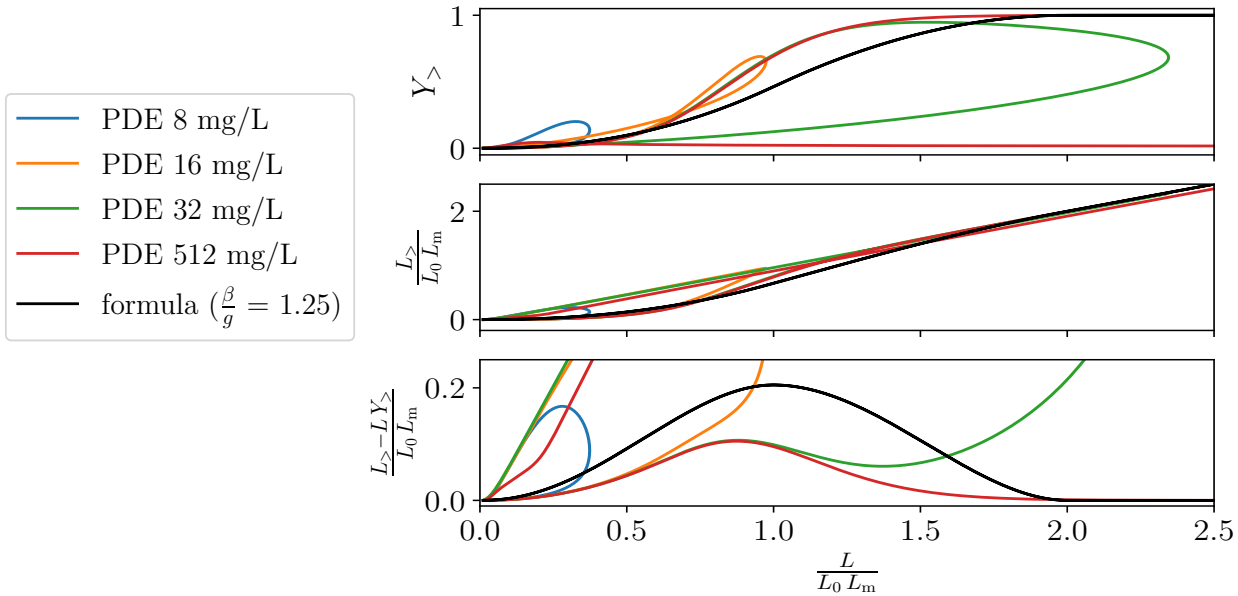 PDE 8 mg/L
PDE 16 mg/L
PDE 32 mg/L
PDE 512 mg/L
formula (β/g = 1.25)
Y>
1
0
L>/(L0 Lm)
2
0
(L>−LY>)/(L0 Lm)
0.2
0.0
0.0 0.5 1.0 1.5 2.0 2.5
L/(L0 Lm)